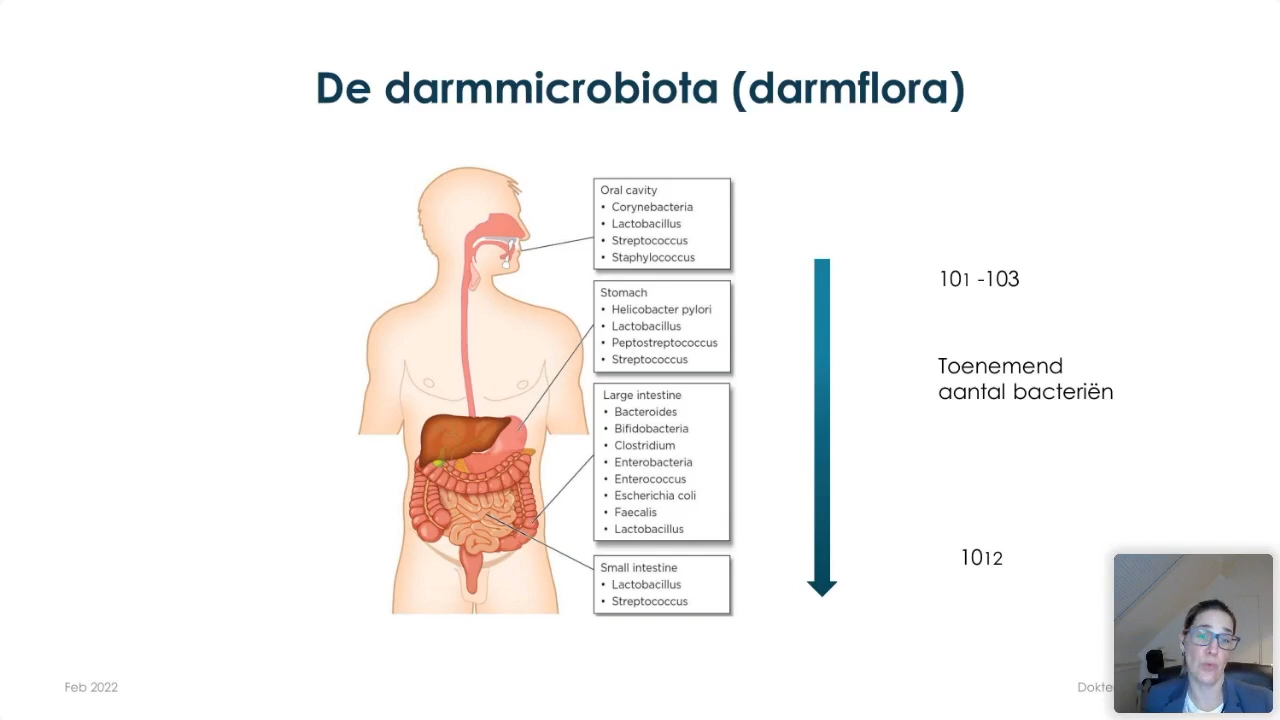 De darmmicrobiota (darmflora)
Oral cavity
• Corynebacteria
• Lactobacillus
• Streptococcus
• Staphylococcus
Stomach
• Helicobacter pylori
• Lactobacillus
• Peptostreptococcus
• Streptococcus
Large intestine
• Bacteroides
• Bifidobacteria
• Clostridium
• Enterobacteria
• Enterococcus
• Escherichia coli
• Faecalis
• Lactobacillus
Small intestine
• Lactobacillus
• Streptococcus
101 -103
Toenemend
aantal bacteriën
1012
Feb 2022